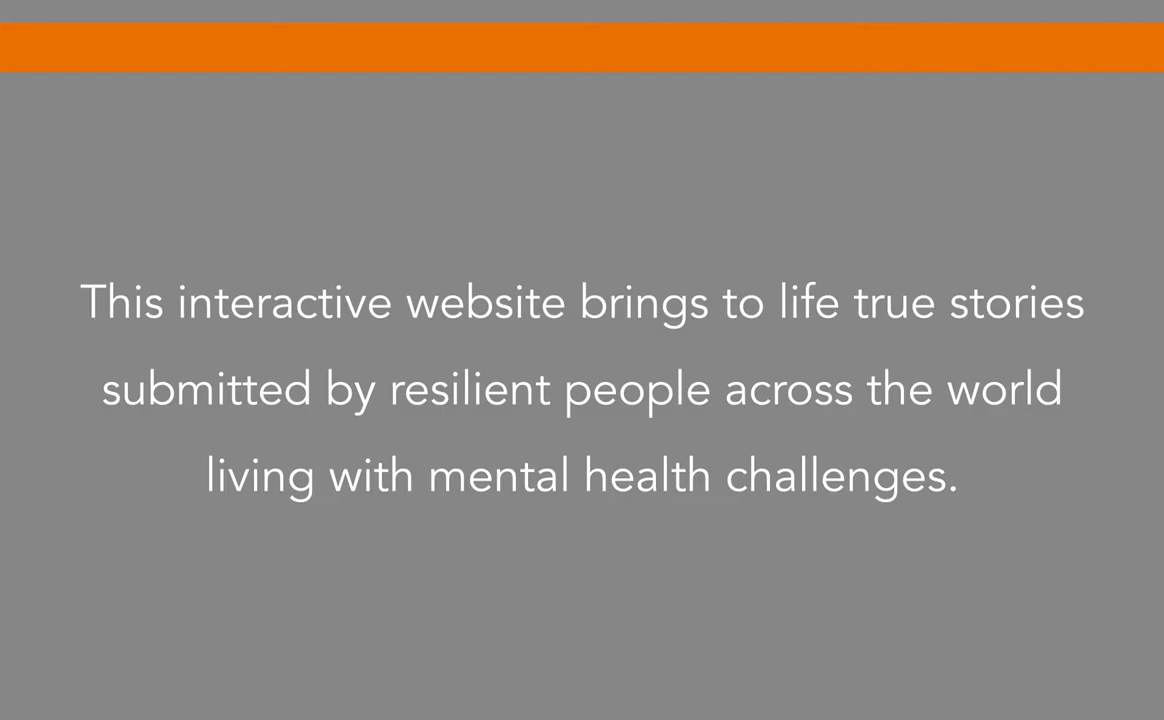 This interactive website brings to life true stories
submitted by resilient people across the world
living with mental health challenges.